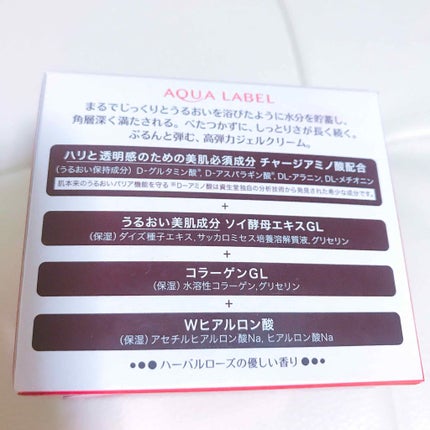 AQUA LABEL
まるでじっくりとうるおいを浴びたように水分を貯蓄し、
角層深く満たされる。べたつかずに、しっとりさが長く続く。
ぷるんと弾む、高弾力ジェルクリーム。
ハリと透明感のための美肌必須成分 チャージアミノ酸配合
(うるおい保持成分) D-グルタミン酸※, D-アスパラギン酸※, DL-アラニン, DL-メチオニン
肌本来のうるおいバリア機能を守る ※D-アミノ酸は資生堂独自の分析技術から発見された希少な成分です。
+
うるおい美肌成分 ソイ酵母エキスGL
(保湿) ダイズ種子エキス, サッカロミセス培養溶解質液, グリセリン
+
コラーゲンGL
(保湿) 水溶性コラーゲン, グリセリン
+
Wヒアルロン酸
(保湿) アセチルヒアルロン酸Na, ヒアルロン酸Na
●●● ハーバルローズの優しい香り ●●●